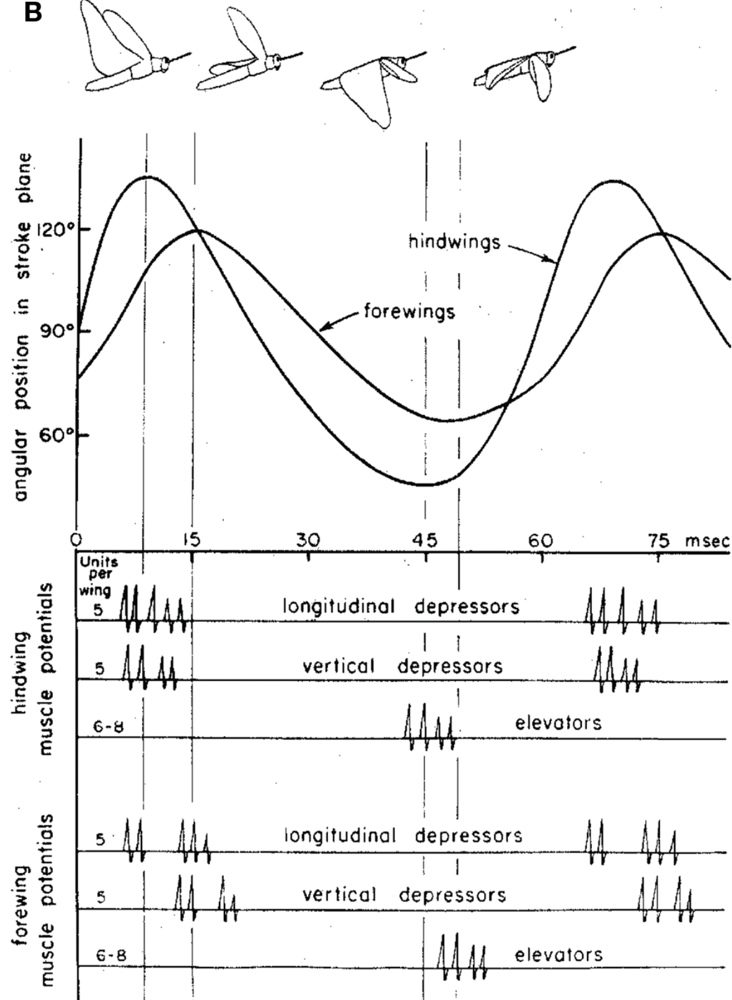 B
angular position in stroke plane
120°
90°
60°
hindwings
forewings
0 15 30 45 60 75 msec
Units
per
wing
hindwing
muscle potentials
5 longitudinal depressors
5 vertical depressors
6-8 elevators
forewing
muscle potentials
5 longitudinal depressors
5 vertical depressors
6-8 elevators